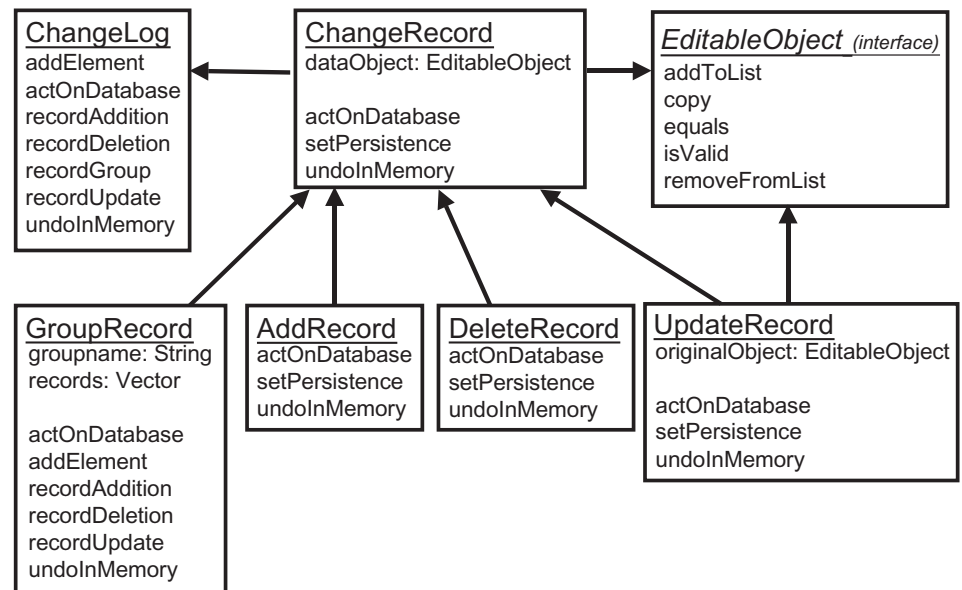 ChangeLog
addElement
actOnDatabase
recordAddition
recordDeletion
recordGroup
recordUpdate
undoInMemory
ChangeRecord
dataObject: EditableObject
actOnDatabase
setPersistence
undoInMemory
EditableObject (interface)
addToList
copy
equals
isValid
removeFromList
GroupRecord
groupname: String
records: Vector
actOnDatabase
addElement
recordAddition
recordDeletion
recordUpdate
undoInMemory
AddRecord
actOnDatabase
setPersistence
undoInMemory
DeleteRecord
actOnDatabase
setPersistence
undoInMemory
UpdateRecord
originalObject: EditableObject
actOnDatabase
setPersistence
undoInMemory